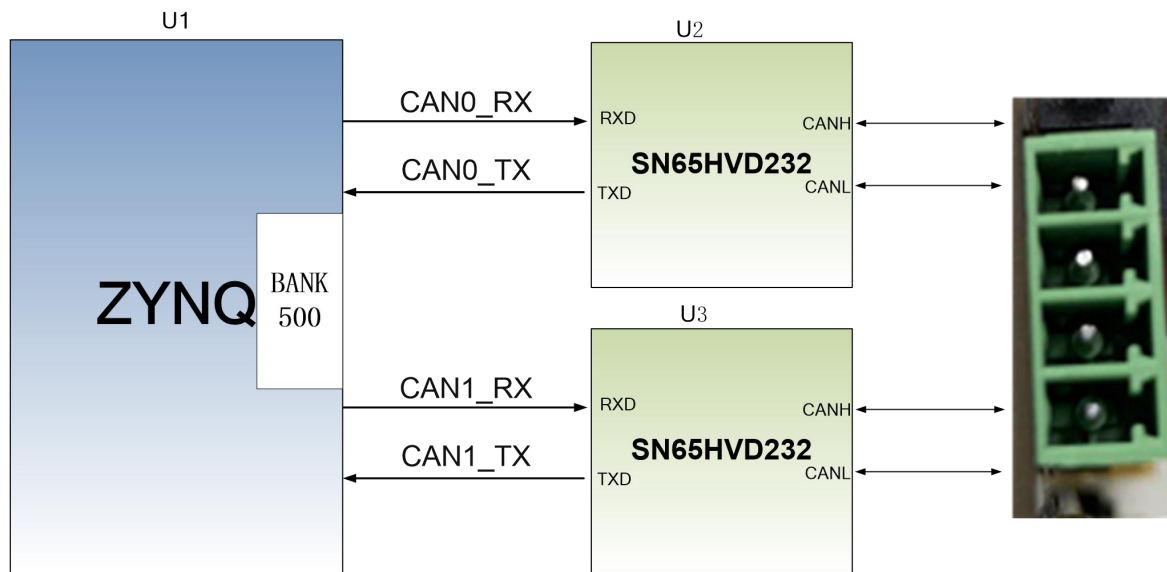 U1
U2
CAN0_RX
RXD
CANH
SN65HVD232
CAN0_TX
TXD
CANL
ZYNQ
BANK
500
U3
CAN1_RX
RXD
CANH
SN65HVD232
CAN1_TX
TXD
CANL